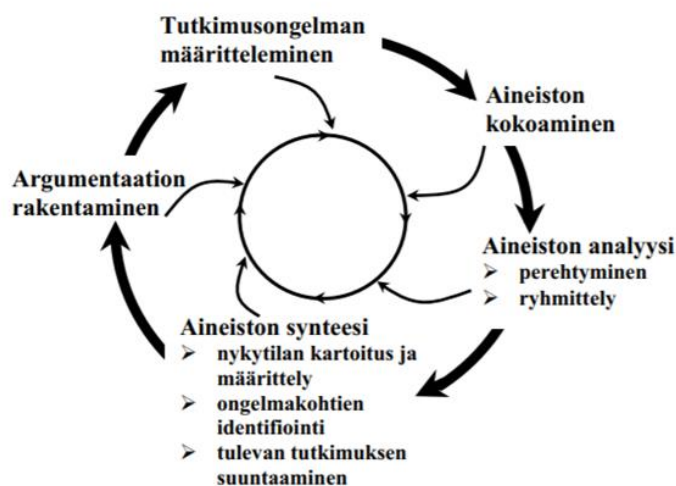 Tutkimusongelman
määritteleminen
Aineiston
kokoaminen
Aineiston analyysi
➢ perehtyminen
➢ ryhmittely
Aineiston synteesi
➢ nykytilan kartoitus ja
määrittely
➢ ongelmakohtien
identifiointi
➢ tulevan tutkimuksen
suuntaaminen
Argumentaation
rakentaminen